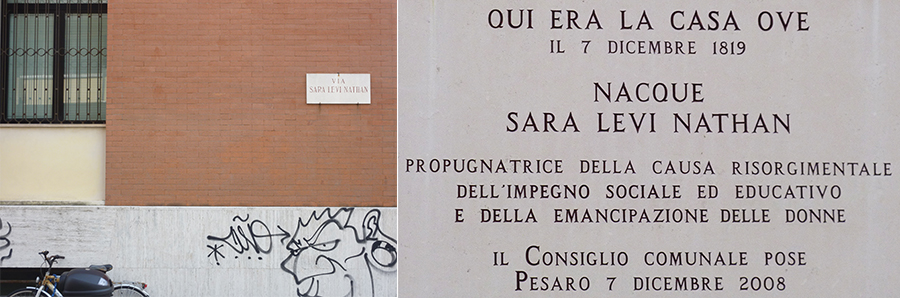 VIA
SARA LEVI NATHAN
QUI ERA LA CASA OVE
IL 7 DICEMBRE 1819
NACQUE
SARA LEVI NATHAN
PROPUGNATRICE DELLA CAUSA RISORGIMENTALE
DELL'IMPEGNO SOCIALE ED EDUCATIVO
E DELLA EMANCIPAZIONE DELLE DONNE
IL CONSIGLIO COMUNALE POSE
PESARO 7 DICEMBRE 2008